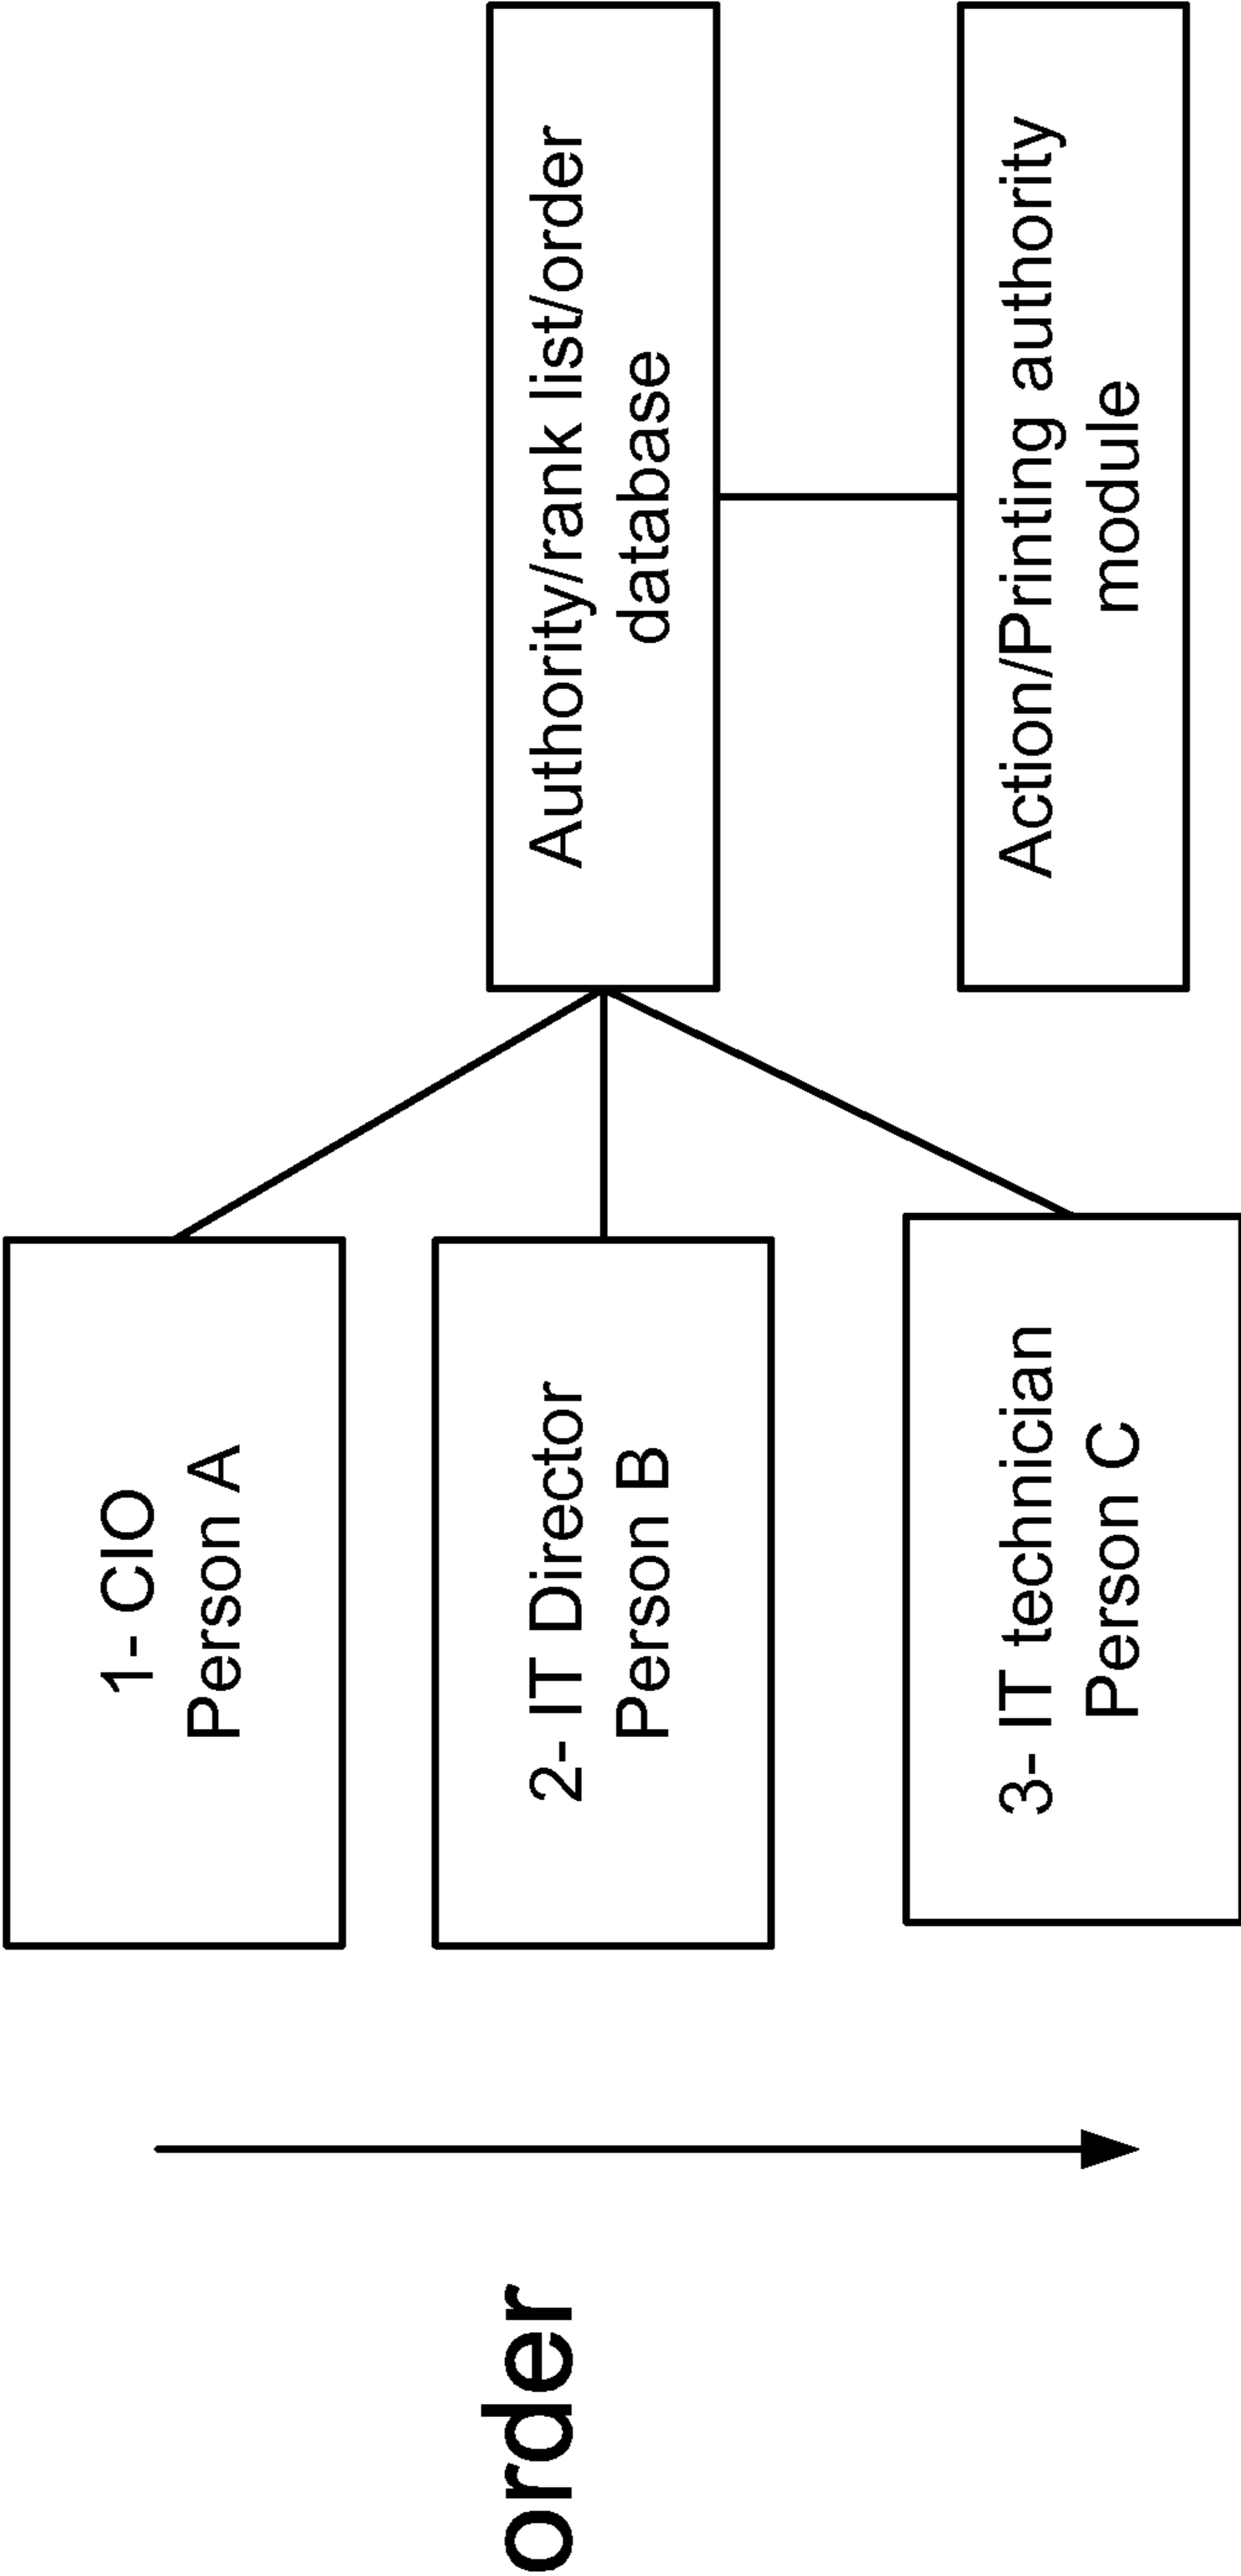 order
1- CIO
Person A
2- IT Director
Person B
3- IT technician
Person C
Authority/rank list/order
database
Action/Printing authority
module